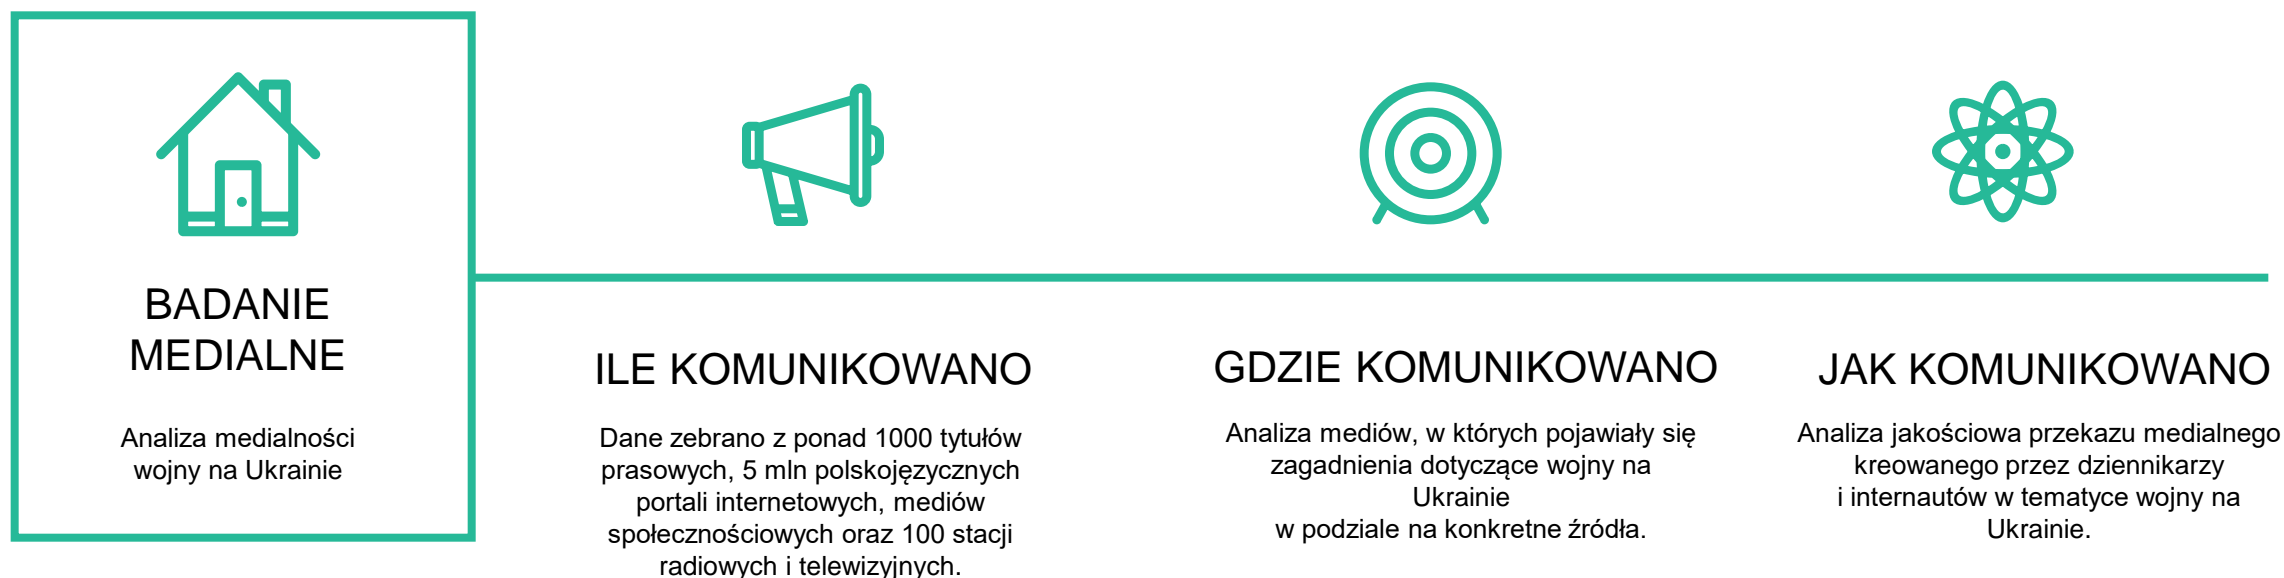 BADANIE
MEDIALNE
Analiza medialności
wojny na Ukrainie
ILE KOMUNIKOWANO
Dane zebrano z ponad 1000 tytułów
prasowych, 5 mln polskojęzycznych
portali internetowych, mediów
społecznościowych oraz 100 stacji
radiowych i telewizyjnych.
GDZIE KOMUNIKOWANO
Analiza mediów, w których pojawiały się
zagadnienia dotyczące wojny na
Ukrainie
w podziale na konkretne źródła.
JAK KOMUNIKOWANO
Analiza jakościowa przekazu medialnego
kreowanego przez dziennikarzy
i internautów w tematyce wojny na
Ukrainie.